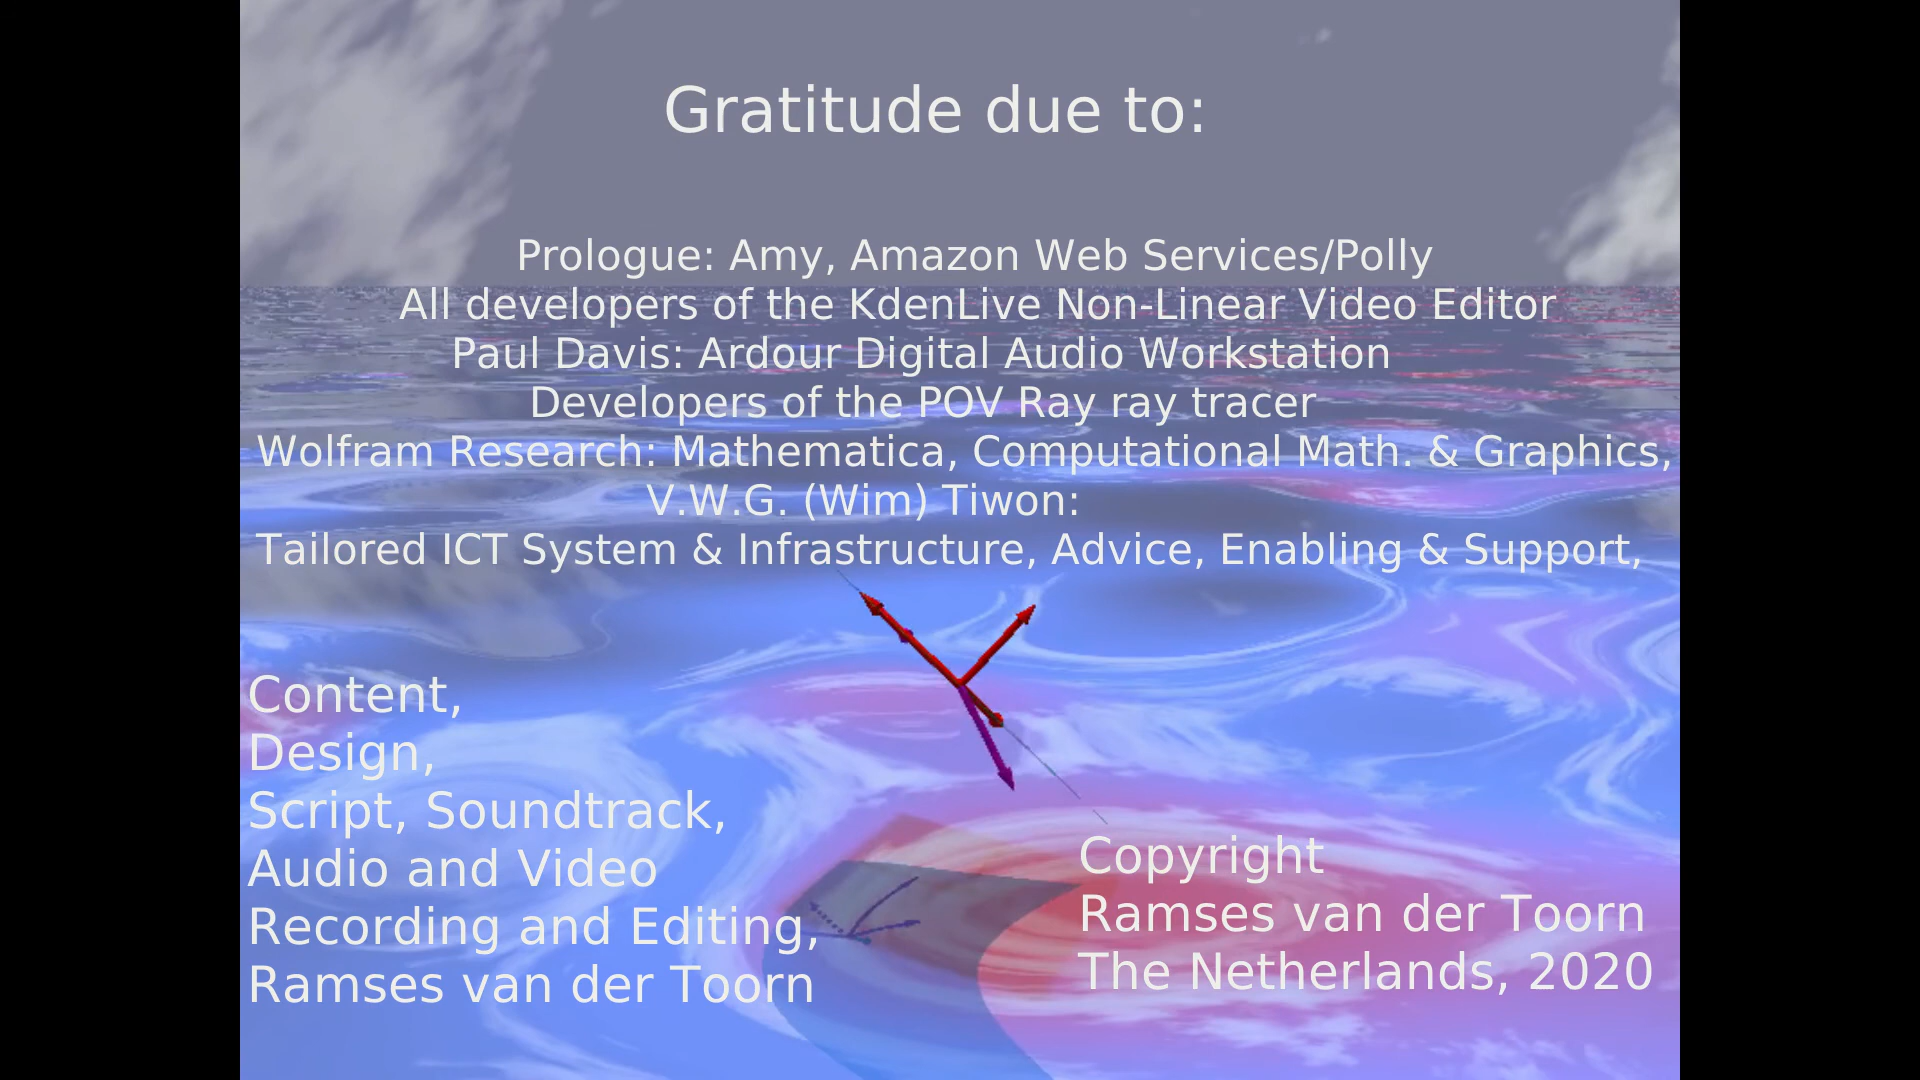 Gratitude due to:
Prologue: Amy, Amazon Web Services/Polly
All developers of the KdenLive Non-Linear Video Editor
Paul Davis: Ardour Digital Audio Workstation
Developers of the POV Ray ray tracer
Wolfram Research: Mathematica, Computational Math. & Graphics,
V.W.G. (Wim) Tiwon:
Tailored ICT System & Infrastructure, Advice, Enabling & Support,
Content,
Design,
Script, Soundtrack,
Audio and Video
Recording and Editing,
Ramses van der Toorn
Copyright
Ramses van der Toorn
The Netherlands, 2020